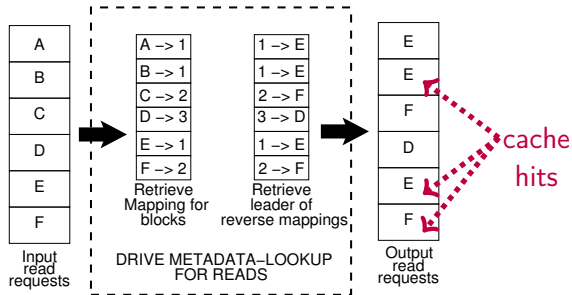 A
B
C
D
E
F
Input
read
requests
A -> 1
B -> 1
C -> 2
D -> 3
E -> 1
F -> 2
Retrieve
Mapping for
blocks
1 -> E
1 -> E
2 -> F
3 -> D
1 -> E
2 -> F
Retrieve
leader of
reverse mappings
DRIVE METADATA-LOOKUP
FOR READS
E
E
F
D
E
F
Output
read
requests
cache
hits